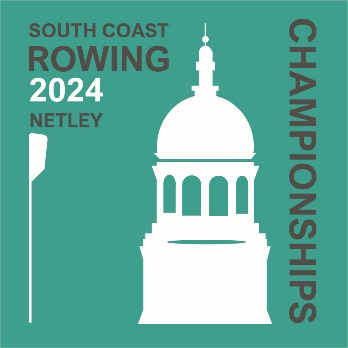 SOUTH COAST
ROWING
2024
NETLEY
CHAMPIONSHIPS